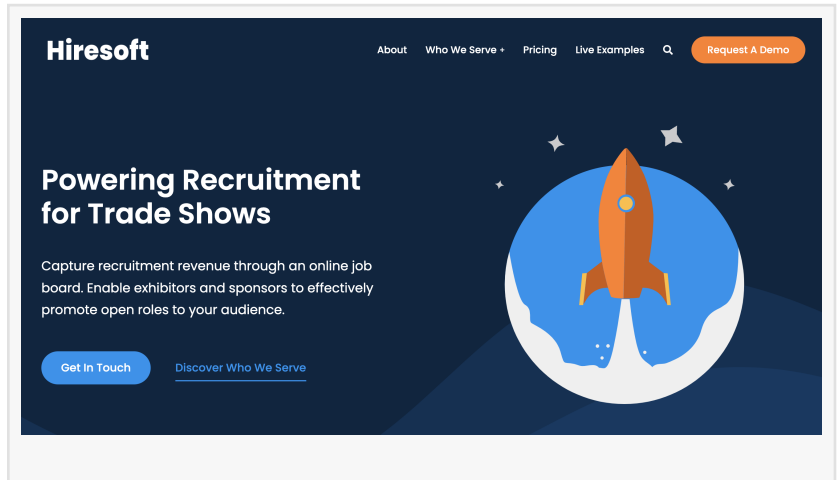 Hiresoft
About Who We Serve + Pricing Live Examples Request A Demo
Powering Recruitment
for Trade Shows
Capture recruitment revenue through an online job
board. Enable exhibitors and sponsors to effectively
promote open roles to your audience.
Get In Touch Discover Who We Serve